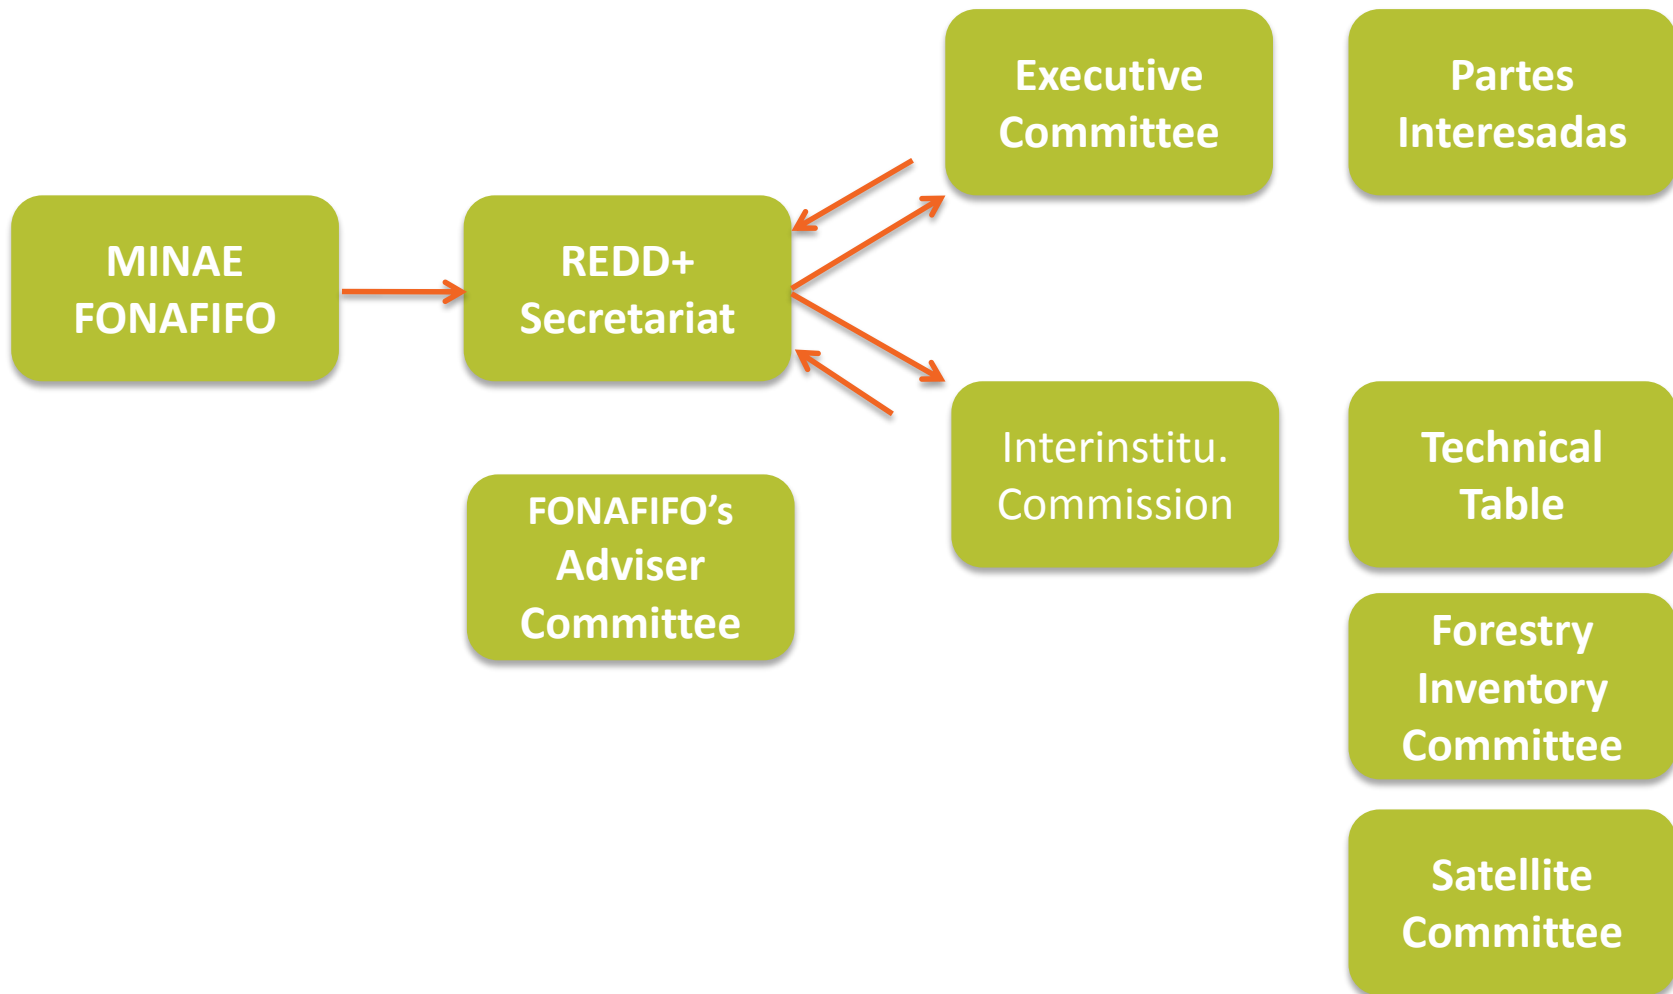 Executive
Committee
Partes
Interesadas
MINAE
FONAFIFO
REDD+
Secretariat
Interinstitu.
Commission
Technical
Table
FONAFIFO’s
Adviser
Committee
Forestry
Inventory
Committee
Satellite
Committee